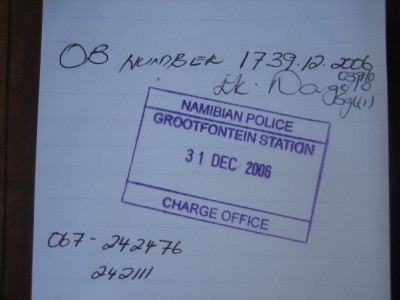 OB NUMBER 1739.12.2006
NAMIBIAN POLICE
GROOTFONTEIN STATION
31 DEC 2006
CHARGE OFFICE
067-242476
242111